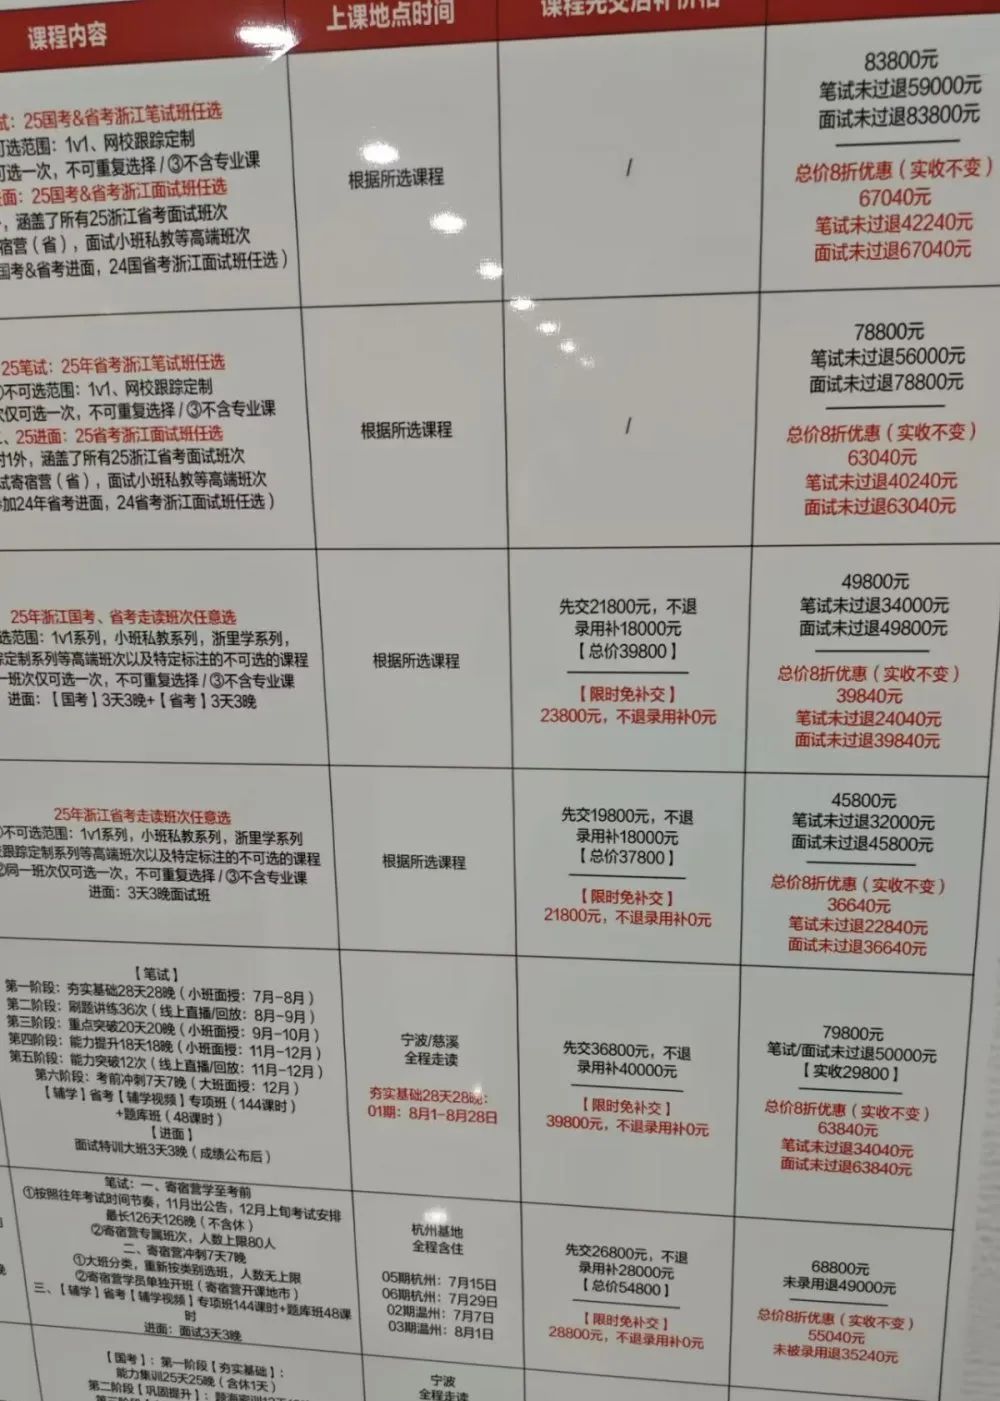 课程内容
上课地点时间
课程先交后补价格
试：25国考&省考浙江笔试班任选
可选范围：1v1、网校跟踪定制
可选一次，不可重复选择 / ③不含专业课
进面：25国考&省考浙江面试班任选
，涵盖了所有25浙江省考面试班次
宿营（省），面试小班私教等高端班次
国考&省考进面，24国省考浙江面试班任选）
根据所选课程
/
83800元
笔试未过退59000元
面试未过退83800元
总价8折优惠（实收不变）
67040元
笔试未过退42240元
面试未过退67040元
25笔试：25年省考浙江笔试班任选
不可选范围：1v1、网校跟踪定制
次仅可选一次，不可重复选择 / ③不含专业课
、25进面：25省考浙江面试班任选
对1外，涵盖了所有25浙江省考面试班次
试寄宿营（省），面试小班私教等高端班次
参加24年省考进面，24省考浙江面试班任选）
根据所选课程
/
78800元
笔试未过退56000元
面试未过退78800元
总价8折优惠（实收不变）
63040元
笔试未过退40240元
面试未过退63040元
25年浙江国考、省考走读班次任意选
选范围：1v1系列，小班私教系列，浙里学系列，
踪定制系列等高端班次以及特定标注的不可选的课程
一班次仅可选一次，不可重复选择 / ③不含专业课
进面：【国考】3天3晚+【省考】3天3晚
根据所选课程
先交21800元，不退
录用补18000元
【总价39800】
【限时免补交】
23800元，不退录用补0元
49800元
笔试未过退34000元
面试未过退49800元
总价8折优惠（实收不变）
39840元
笔试未过退24040元
面试未过退39840元
25年浙江省考走读班次任意选
不可选范围：1v1系列，小班私教系列，浙里学系列
跟踪定制系列等高端班次以及特定标注的不可选的课程
②同一班次仅可选一次，不可重复选择 / ③不含专业课
进面：3天3晚面试班
根据所选课程
先交19800元，不退
录用补18000元
【总价37800】
【限时免补交】
21800元，不退录用补0元
45800元
笔试未过退32000元
面试未过退45800元
总价8折优惠（实收不变）
36640元
笔试未过退22840元
面试未过退36640元
【笔试】
第一阶段：夯实基础28天28晚（小班面授：7月-8月）
第二阶段：刷题讲练36次（线上直播/回放：8月-9月）
第三阶段：重点突破20天20晚（小班面授：9月-10月）
第四阶段：能力提升18天18晚（小班面授：11月-12月）
第五阶段：能力突破12次（线上直播/回放：11月-12月）
第六阶段：考前冲刺7天7晚（大班面授：12月）
【辅学】省考【辅学视频】专项班（144课时）
+题库班（48课时）
【进面】
面试特训大班3天3晚（成绩公布后）
宁波/慈溪
全程走读
夯实基础28天28晚：
01期：8月1-8月28日
先交36800元，不退
录用补40000元
【限时免补交】
39800元，不退录用补0元
79800元
笔试/面试未过退50000元
【实收29800】
总价8折优惠（实收不变）
63840元
笔试未过退34040元
面试未过退63840元
笔试：一、寄宿营学至考前
①按照往年考试时间节奏，11月出公告，12月上旬考试安排
最长126天126晚（不含休）
②寄宿营专属班次，人数上限80人
二、寄宿营冲刺7天7晚
①大班分类，重新按类别选班，人数无上限
②寄宿营学员单独开班（寄宿营开课地市）
三、【辅学】省考【辅学视频】专项班144课时+题库班48课
时
进面：面试3天3晚
杭州基地
全程含住
05期杭州：7月15日
06期杭州：7月29日
02期温州：7月7日
03期温州：8月1日
先交26800元，不退
录用补28000元
【总价54800】
【限时免补交】
28800元，不退录用补0元
68800元
未录用退49000元
总价8折优惠（实收不变）
55040元
未被录用退35240元
【国考】：第一阶段【夯实基础】：
能力集训25天25晚（含休1天）
第二阶段【巩固提升】：
宁波
全程走读